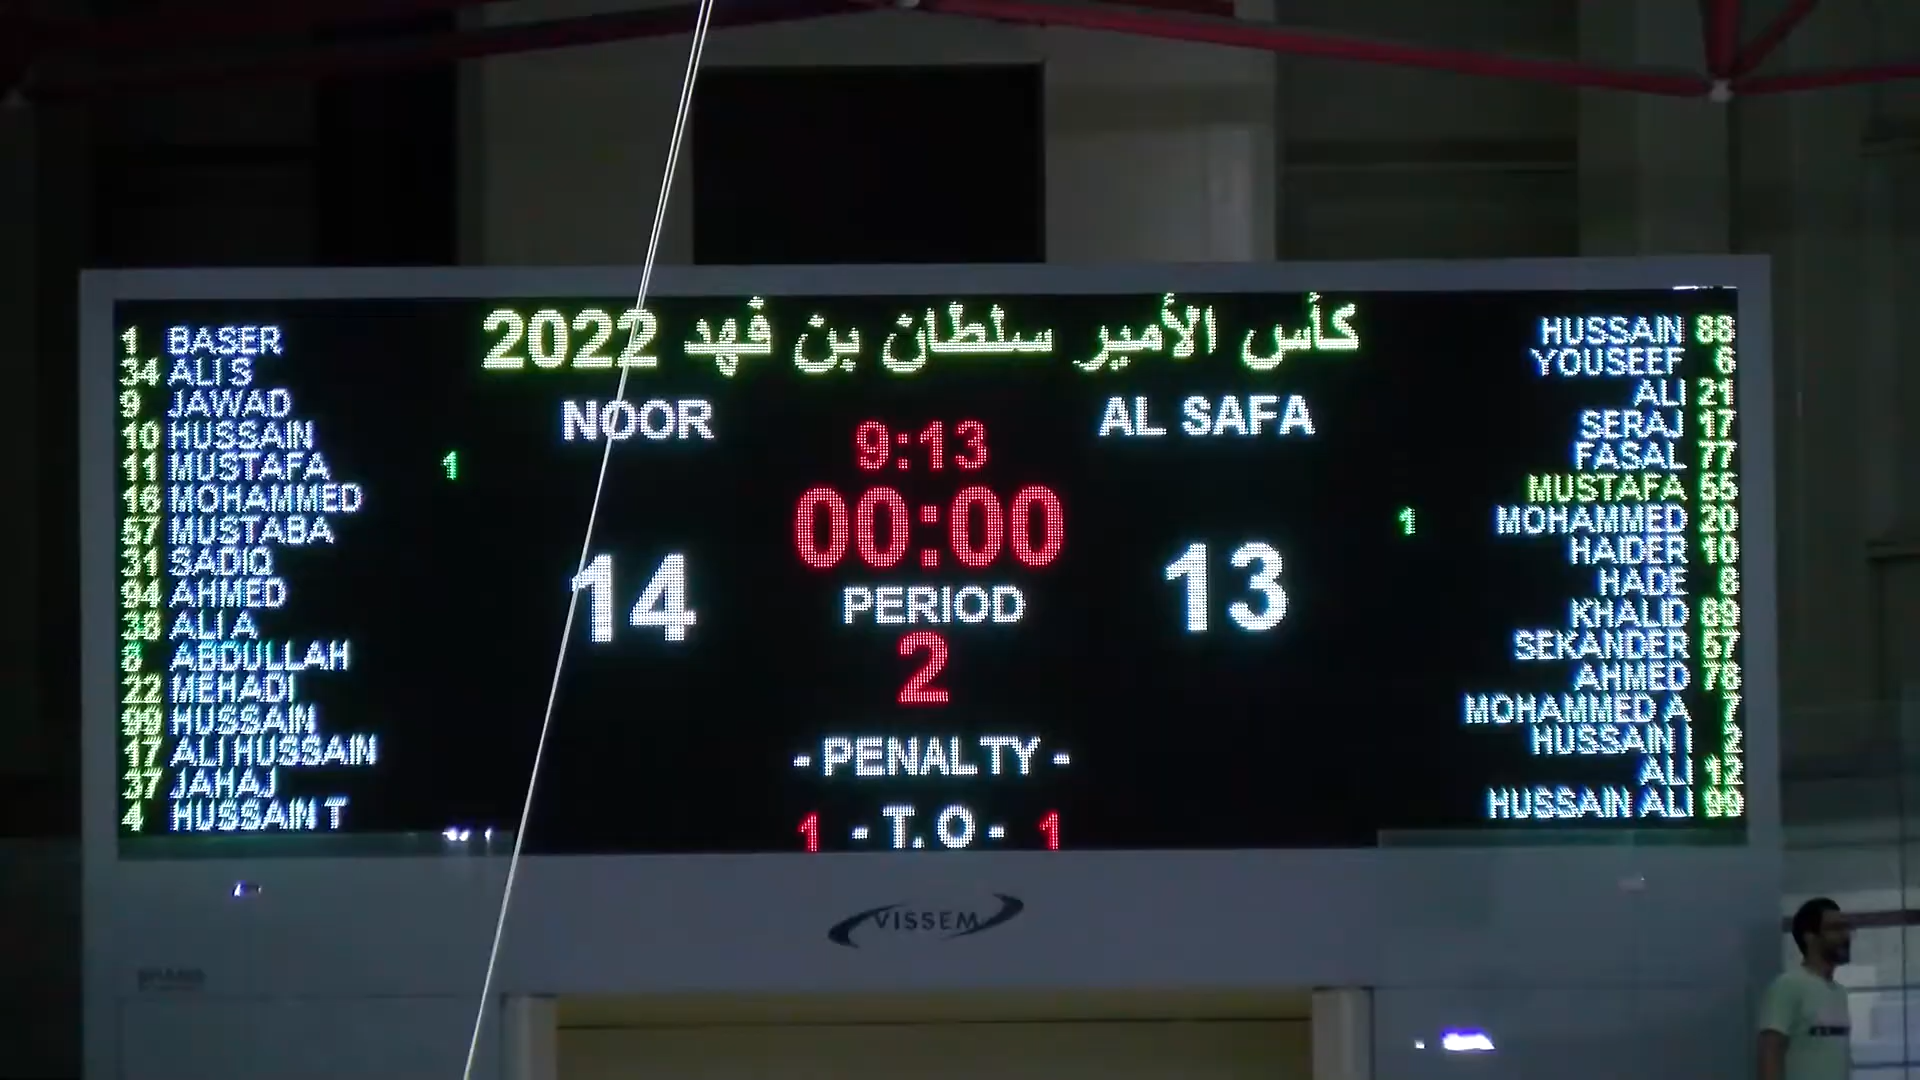 كأس الأمير سلطان بن فهد 2022
NOOR
AL SAFA
9:13
00:00
14
13
PERIOD
2
- PENALTY -
1 - T.O - 1
1 BASER
34 ALI S
9 JAWAD
10 HUSSAIN
11 MUSTAFA 1
16 MOHAMMED
57 MUSTABA
31 SADIQ
94 AHMED
38 ALI A
8 ABDULLAH
22 MEHADI
99 HUSSAIN
17 ALI HUSSAIN
37 JAHAJ
4 HUSSAIN T
HUSSAIN 88
YOUSEEF 6
ALI 21
SERAJ 17
FASAL 77
MUSTAFA 55
1 MOHAMMED 20
HAIDER 10
HADE 8
KHALID 89
SEKANDER 57
AHMED 78
MOHAMMED A 7
HUSSAIN I 2
ALI 12
HUSSAIN ALI 99
VISSEM